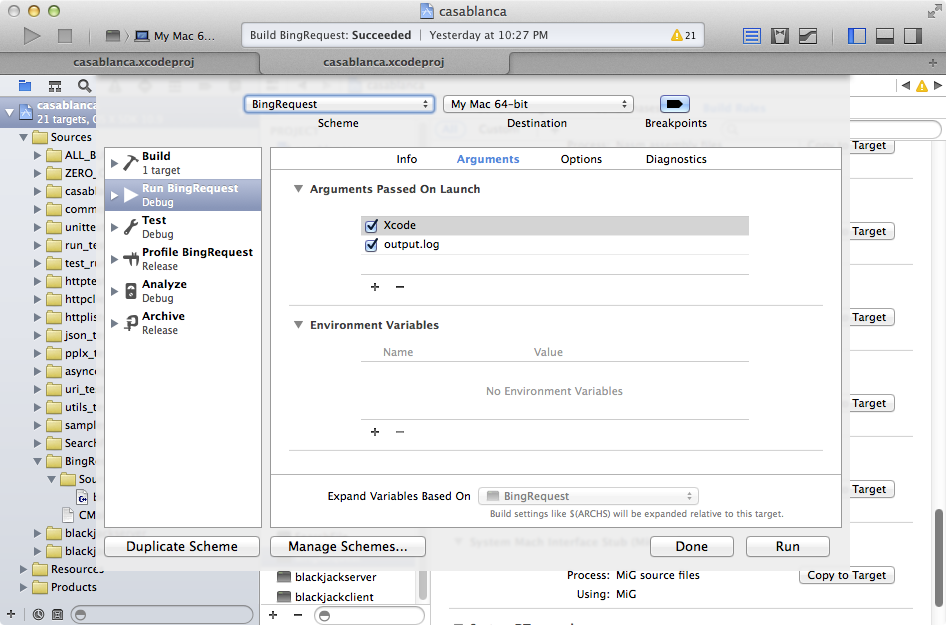 casablanca
My Mac 6...
Build BingRequest: Succeeded | Yesterday at 10:27 PM
21
casablanca.xcodeproj
casablanca.xcodeproj
casablanca
21 targets,
BingRequest
My Mac 64-bit
Scheme
Destination
Breakpoints
Sources
ALL_B
ZERO_
casabl
comm
unitte
run_te
test_ru
httpte
httpcl
httplis
json_t
pplx_t
async
uri_te
utils_t
sampl
Search
BingR
Sou
b
CM
blackj
blackj
Resources
Products
Build
1 target
Run BingRequest
Debug
Test
Debug
Profile BingRequest
Release
Analyze
Debug
Archive
Release
Info
Arguments
Options
Diagnostics
Arguments Passed On Launch
Xcode
output.log
+ −
Environment Variables
Name
Value
No Environment Variables
+ −
Expand Variables Based On
BingRequest
Build settings like $(ARCHS) will be expanded relative to this target.
Duplicate Scheme
Manage Schemes...
Done
Run
Target
Target
Target
Target
Target
System Mach Interface Stub
blackjackserver
blackjackclient
Process: MiG source files
Using: MiG
Copy to Target